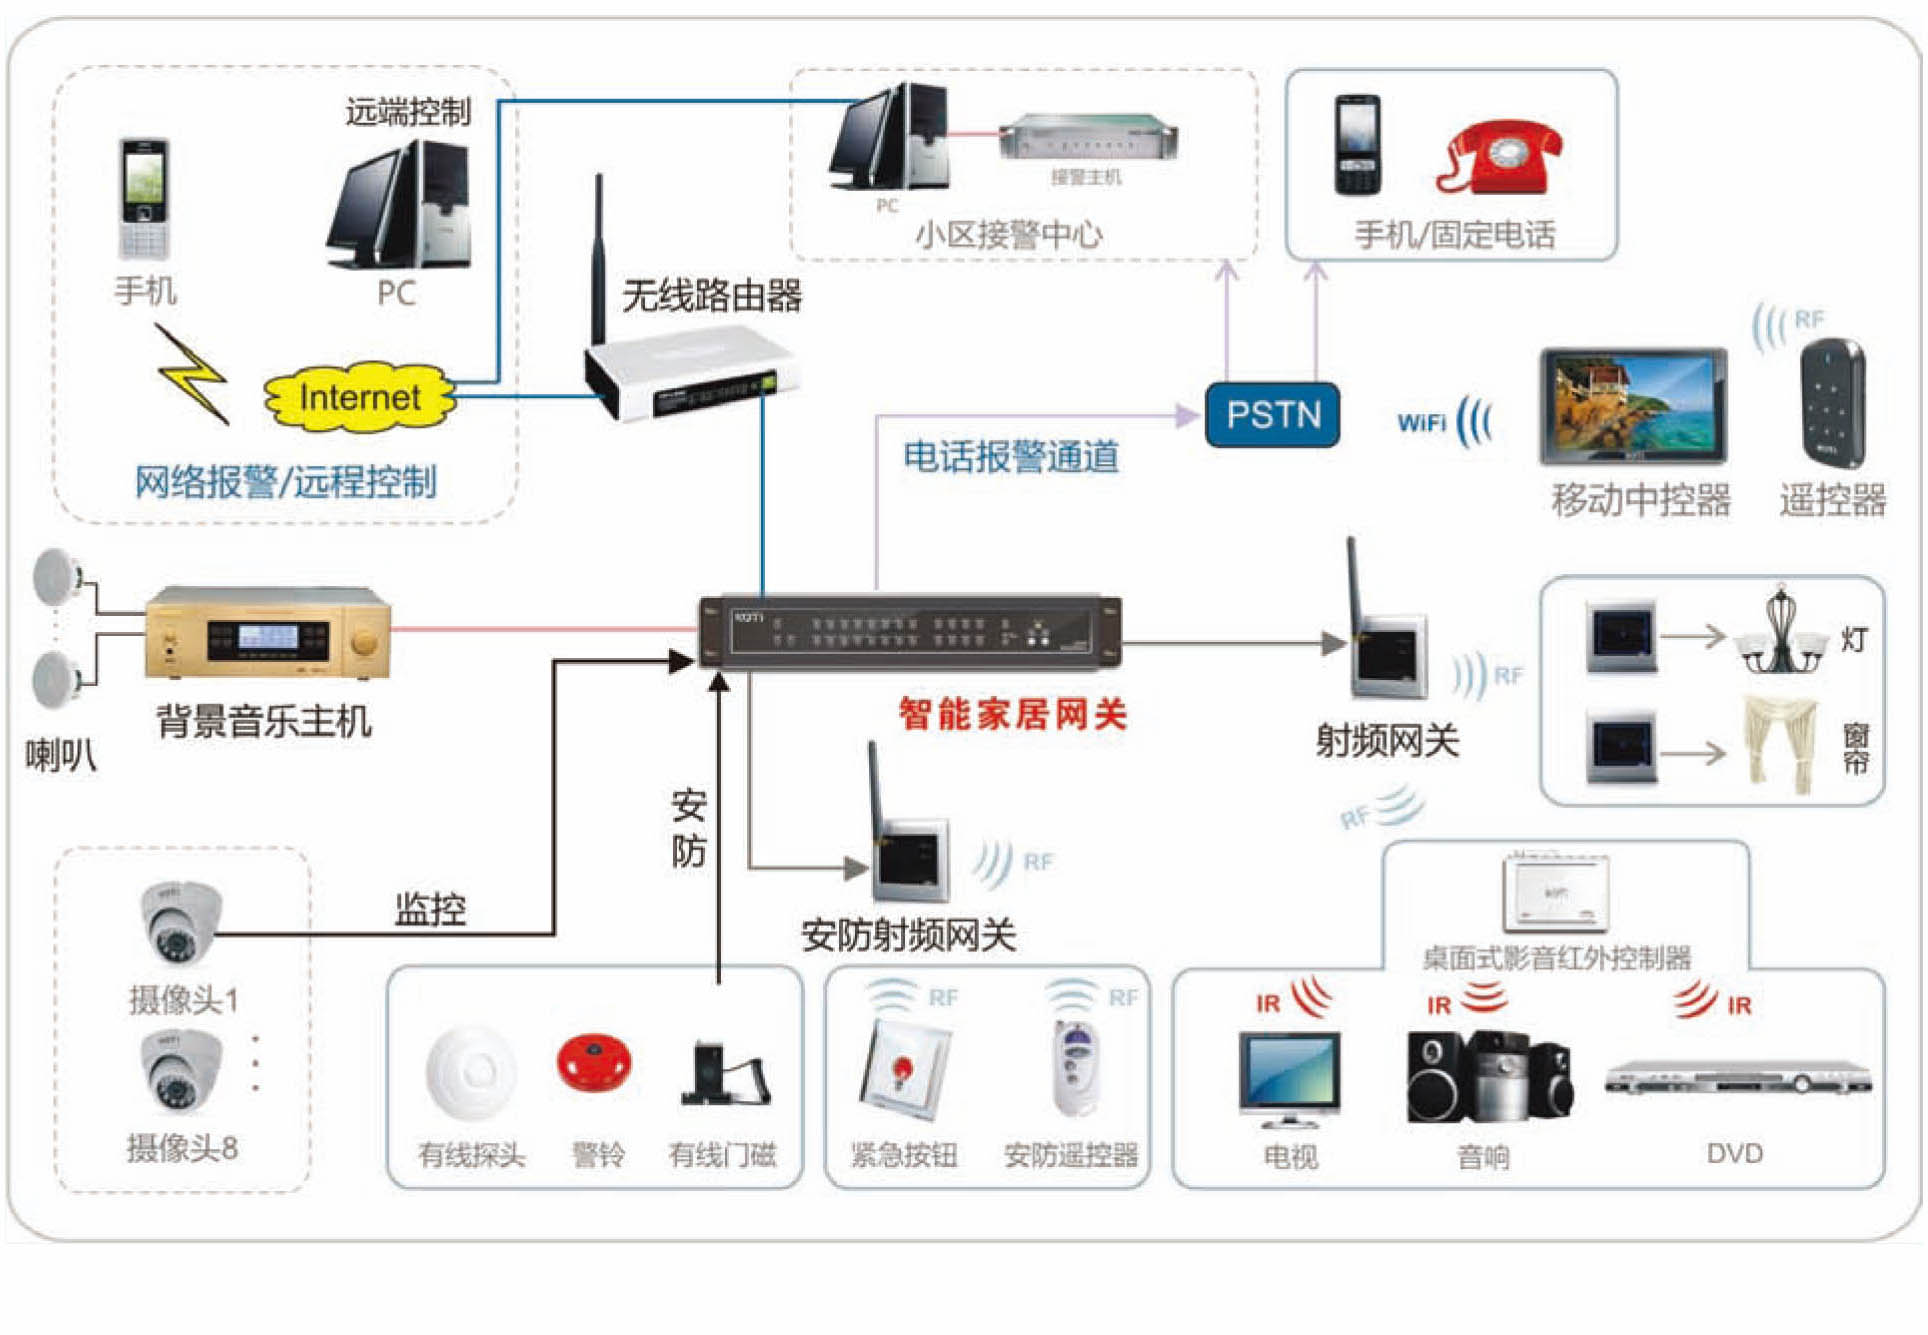 远端控制
手机
PC
Internet
网络报警/远程控制
无线路由器
PC
接警主机
小区接警中心
手机/固定电话
PSTN
电话报警通道
WiFi
RF
移动中控器
遥控器
喇叭
背景音乐主机
KOTI
智能家居网关
射频网关
RF
灯
窗帘
RF
安防
监控
安防射频网关
RF
KOTI
摄像头1
KOTI
摄像头8
有线探头
警铃
有线门磁
RF
RF
紧急按钮
安防遥控器
KOTI
桌面式影音红外控制器
IR
IR
IR
电视
音响
DVD